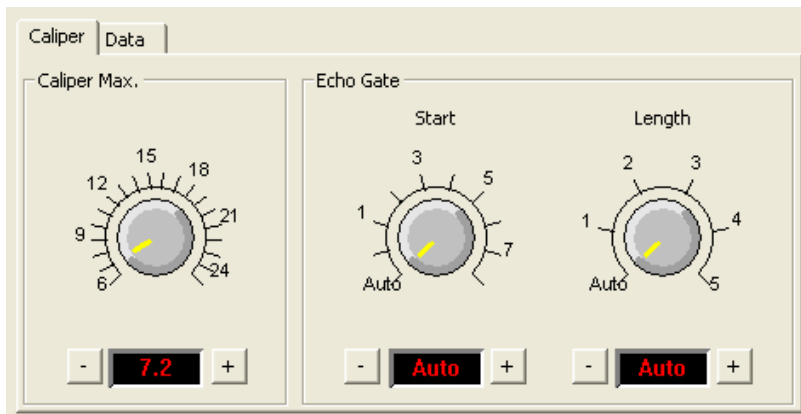 Caliper Data
Caliper Max.
6
9
12
15
18
21
24
- 7.2 +
Echo Gate
Start
Auto
1
3
5
7
- Auto +
Length
Auto
1
2
3
4
5
- Auto +